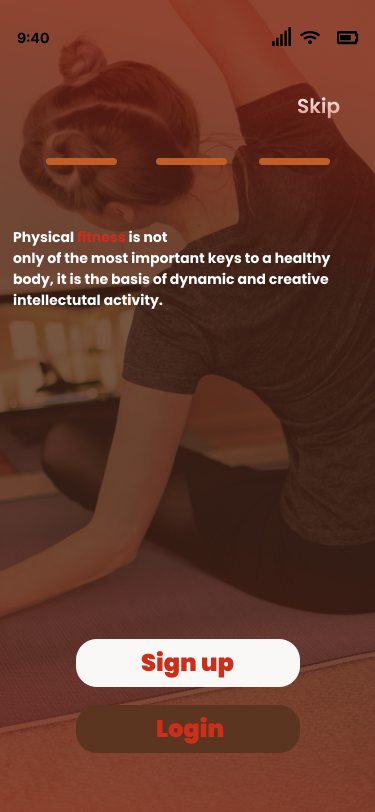 9:40
Skip
Physical fitness is not
only of the most important keys to a healthy
body, it is the basis of dynamic and creative
intellectutal activity.
Sign up
Login